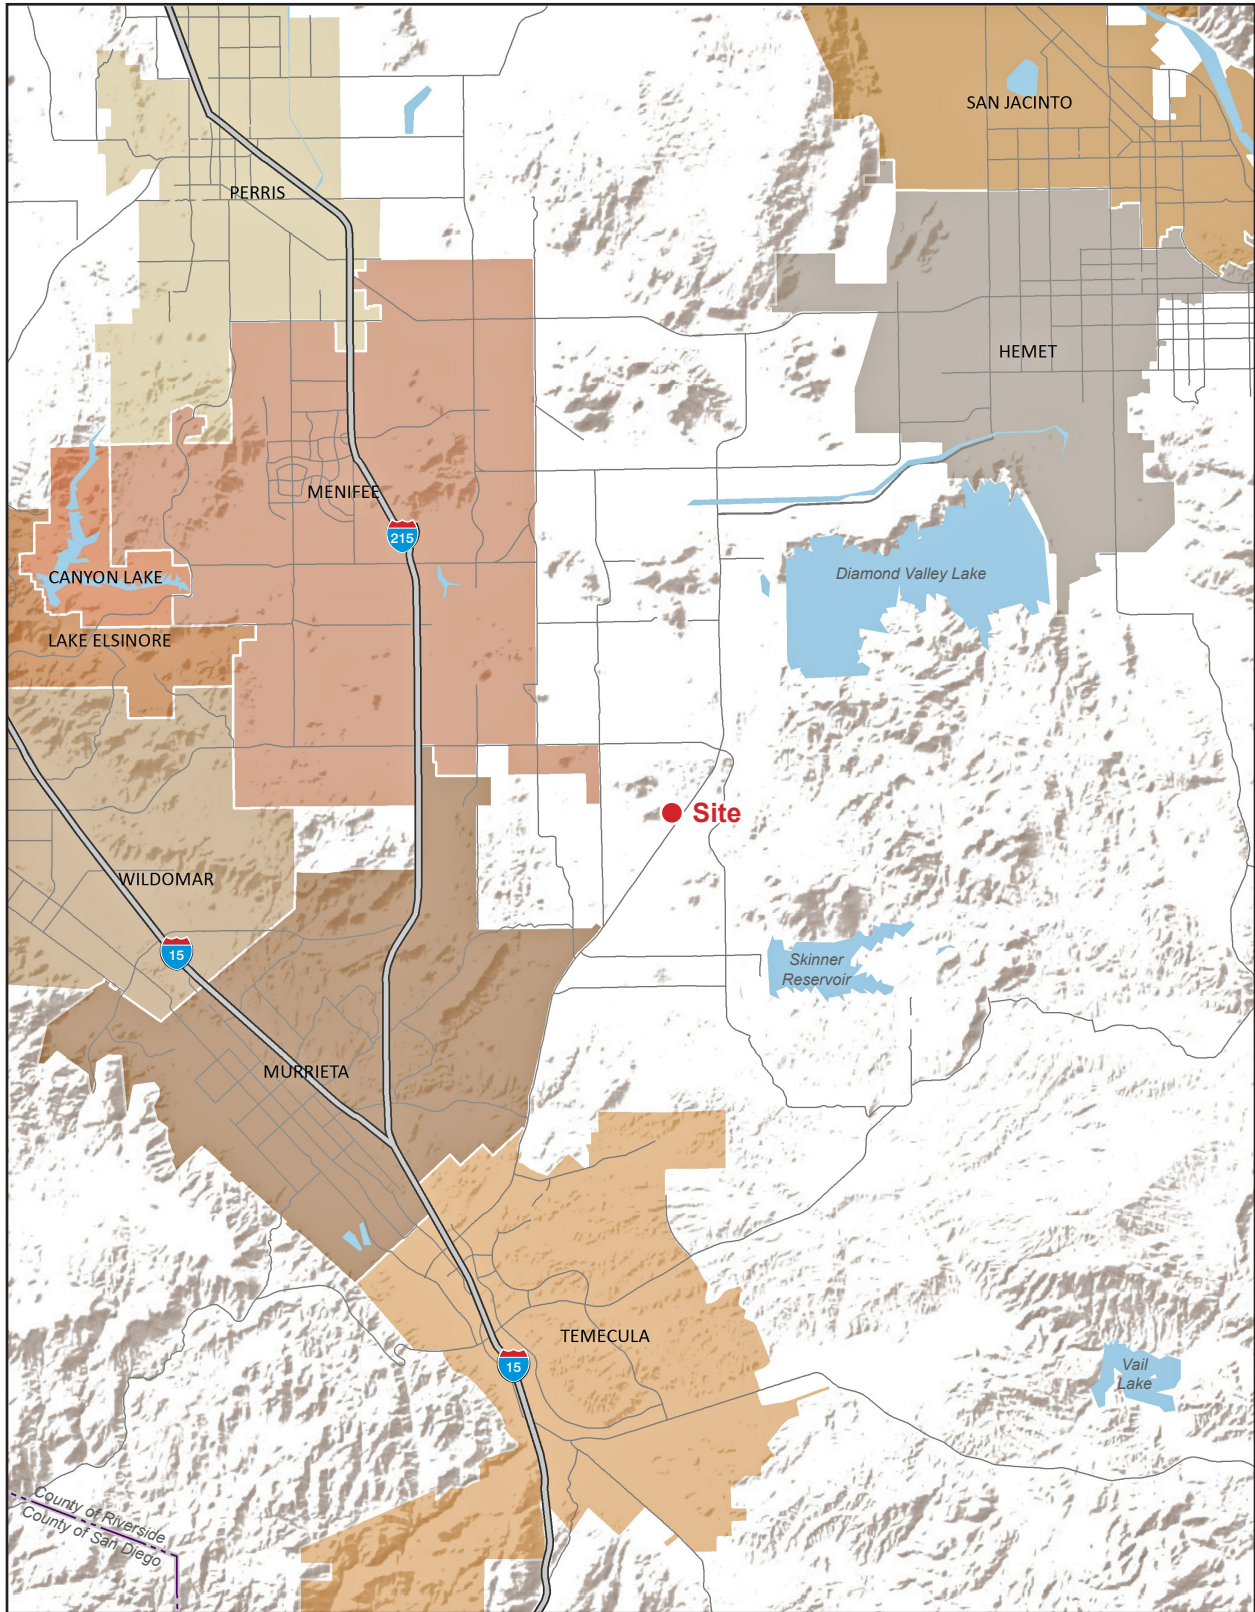 SAN JACINTO
PERRIS
HEMET
MENIFEE
215
CANYON LAKE
Diamond Valley Lake
LAKE ELSINORE
Site
WILDOMAR
15
Skinner
Reservoir
MURRIETA
TEMECULA
15
Vail
Lake
County of Riverside
County of San Diego